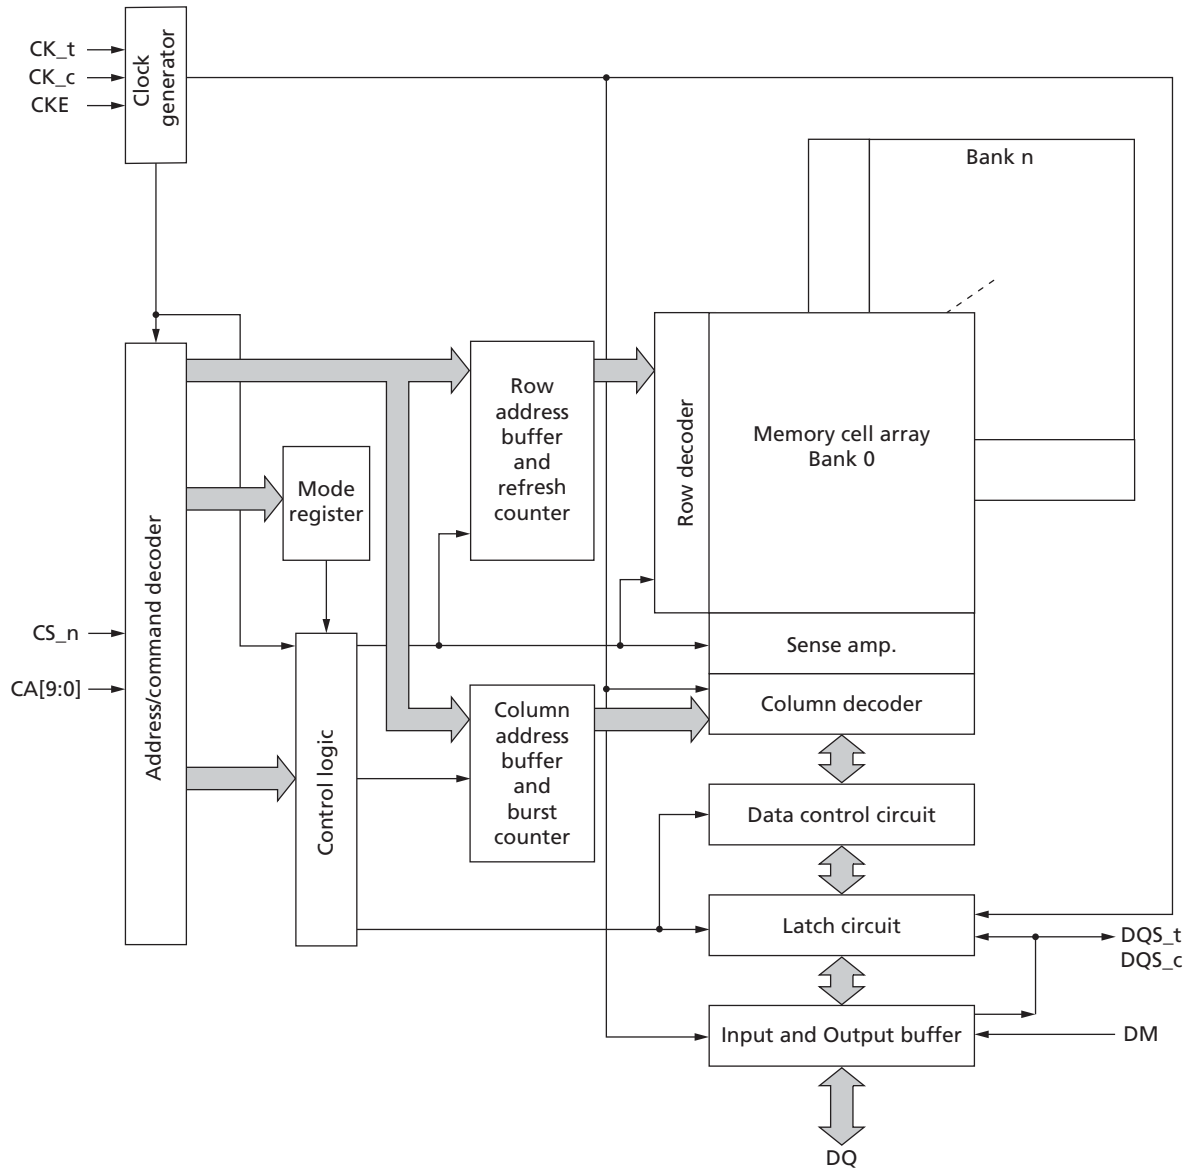 CK_t
CK_c
CKE
Clock
generator
Bank n
Row
address
buffer
and
refresh
counter
Row decoder
Memory cell array
Bank 0
Mode
register
Address/command decoder
CS_n
CA[9:0]
Sense amp.
Column decoder
Control logic
Column
address
buffer
and
burst
counter
Data control circuit
Latch circuit
DQS_t
DQS_c
Input and Output buffer
DM
DQ